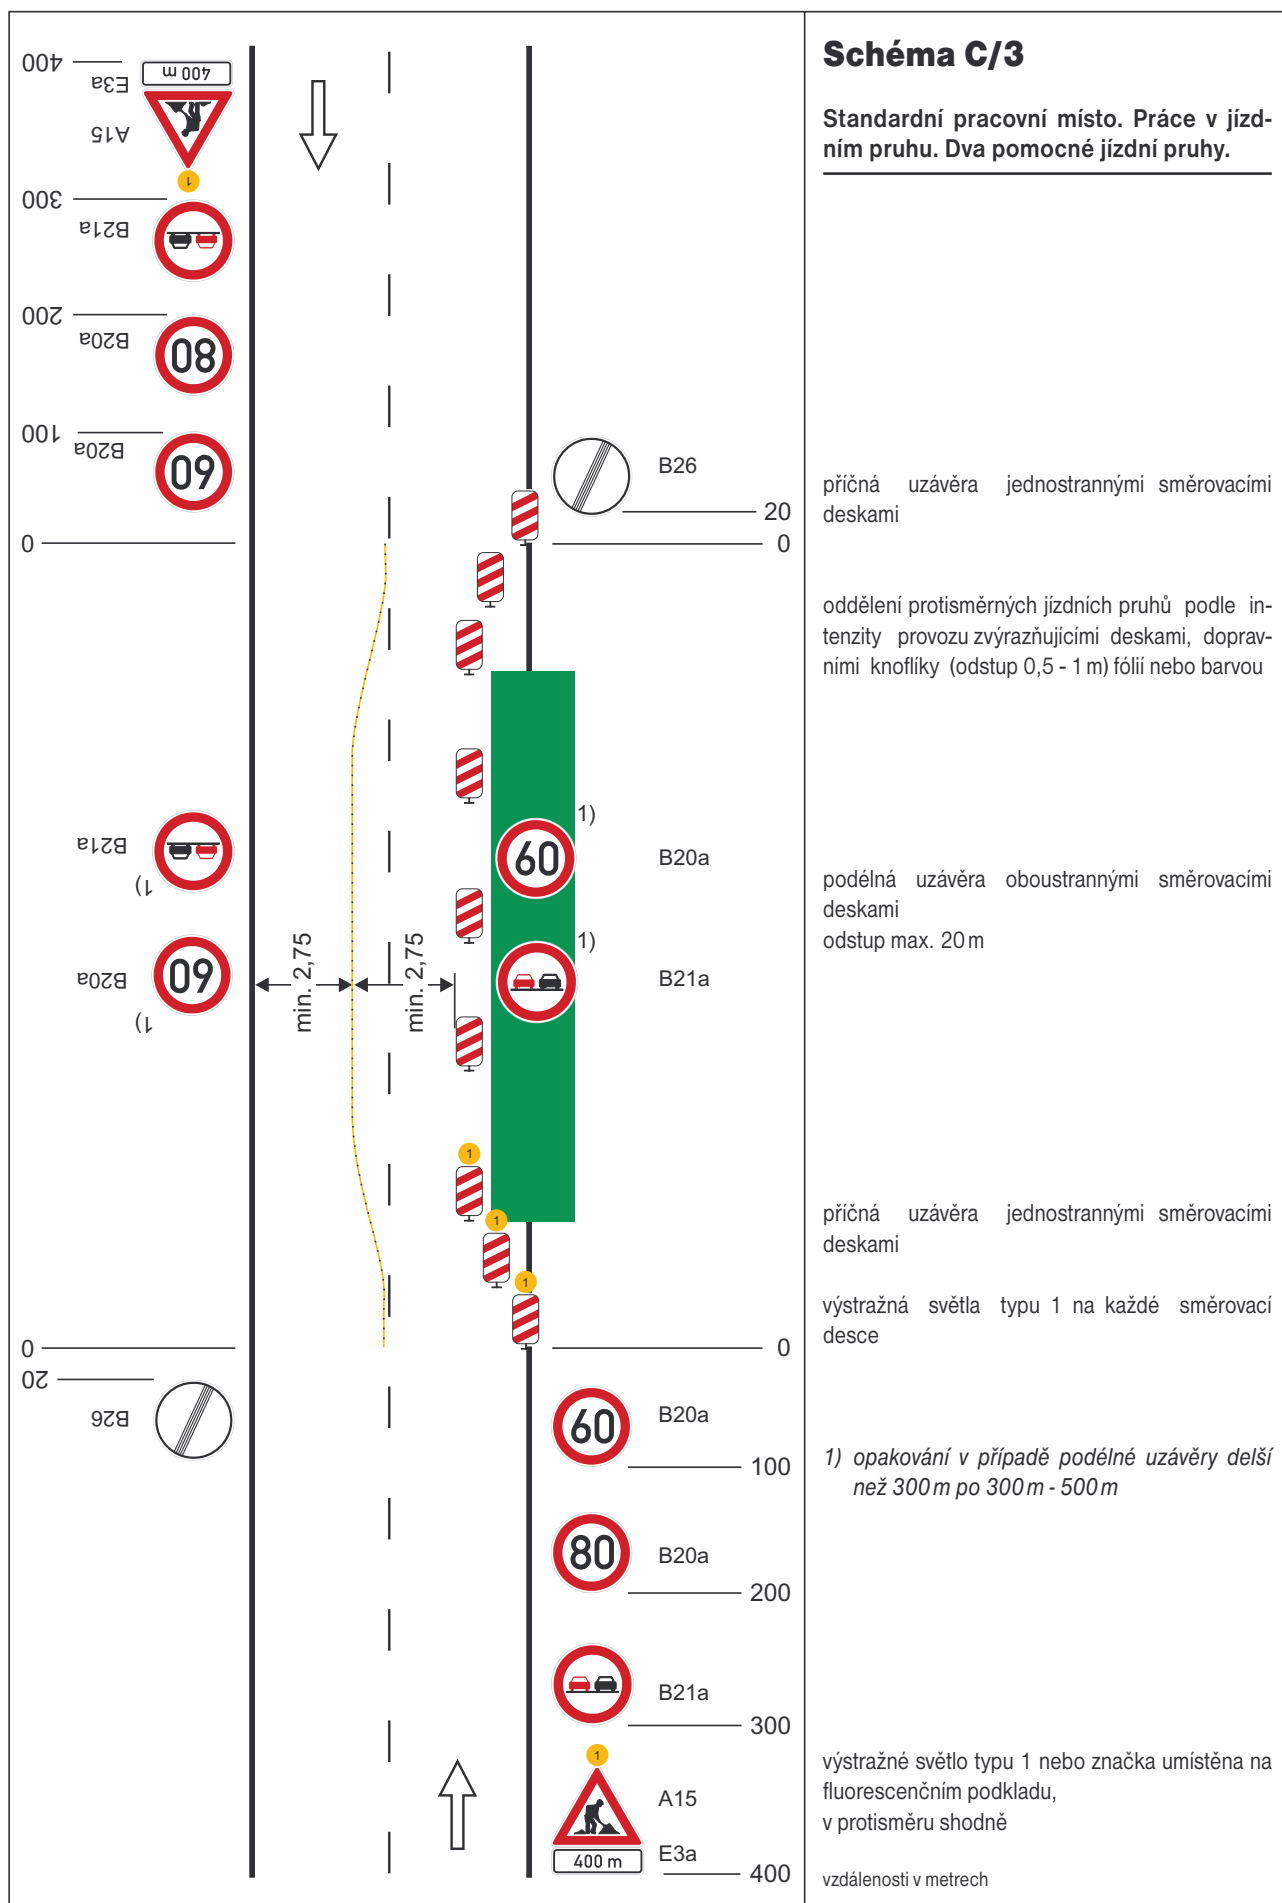 Schéma C/3
Standardní pracovní místo. Práce v jízd-
ním pruhu. Dva pomocné jízdní pruhy.
400
400 m
E3a
A15
1
300
B21a
200
B20a
80
100
B20a
60
0
B26
20
0
příčná uzávěra jednostrannými směrovacími
deskami
oddělení protisměrných jízdních pruhů podle in-
tenzity provozu zvýrazňujícími deskami, doprav-
ními knoflíky (odstup 0,5 - 1 m) fólií nebo barvou
B21a
1)
B20a
60
1)
min. 2,75
min. 2,75
1)
60
B20a
1)
B21a
podélná uzávěra oboustrannými směrovacími
deskami
odstup max. 20 m
1
1
1
příčná uzávěra jednostrannými směrovacími
deskami
výstražná světla typu 1 na každé směrovací
desce
0
20
B26
0
60
B20a
100
1) opakování v případě podélné uzávěry delší
než 300 m po 300 m - 500 m
80
B20a
200
B21a
300
1
A15
E3a
400 m
400
výstražné světlo typu 1 nebo značka umístěna na
fluorescenčním podkladu,
v protisměru shodně
vzdálenosti v metrech